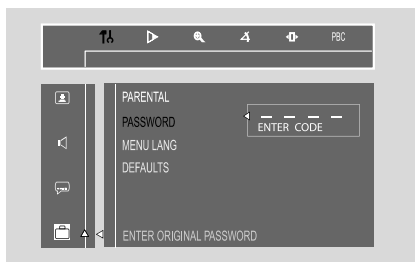 PBC
PARENTAL
PASSWORD
ENTER CODE
MENU LANG
DEFAULTS
ENTER ORIGINAL PASSWORD